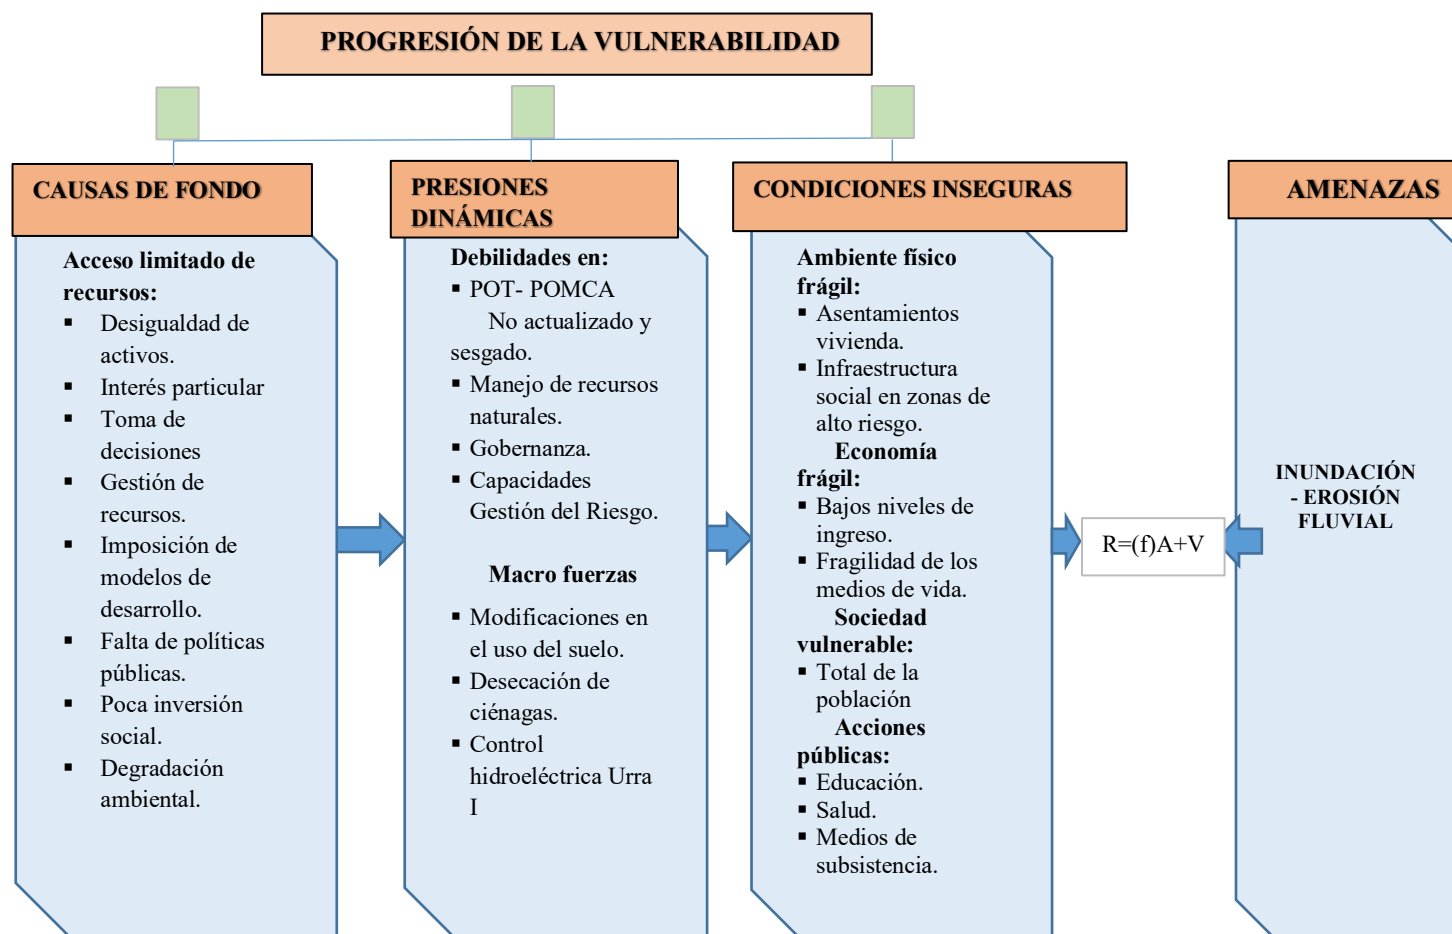 PROGRESIÓN DE LA VULNERABILIDAD
CAUSAS DE FONDO
Acceso limitado de
recursos:
▪ Desigualdad de
activos.
▪ Interés particular
▪ Toma de
decisiones
▪ Gestión de
recursos.
▪ Imposición de
modelos de
desarrollo.
▪ Falta de políticas
públicas.
▪ Poca inversión
social.
▪ Degradación
ambiental.
PRESIONES
DINÁMICAS
Debilidades en:
▪ POT- POMCA
No actualizado y
sesgado.
▪ Manejo de recursos
naturales.
▪ Gobernanza.
▪ Capacidades
Gestión del Riesgo.
Macro fuerzas
▪ Modificaciones en
el uso del suelo.
▪ Desecación de
ciénagas.
▪ Control
hidroeléctrica Urra
I
CONDICIONES INSEGURAS
Ambiente físico
frágil:
▪ Asentamientos
vivienda.
▪ Infraestructura
social en zonas de
alto riesgo.
Economía
frágil:
▪ Bajos niveles de
ingreso.
▪ Fragilidad de los
medios de vida.
Sociedad
vulnerable:
▪ Total de la
población
Acciones
públicas:
▪ Educación.
▪ Salud.
▪ Medios de
subsistencia.
R=(f)A+V
AMENAZAS
INUNDACIÓN
- EROSIÓN
FLUVIAL